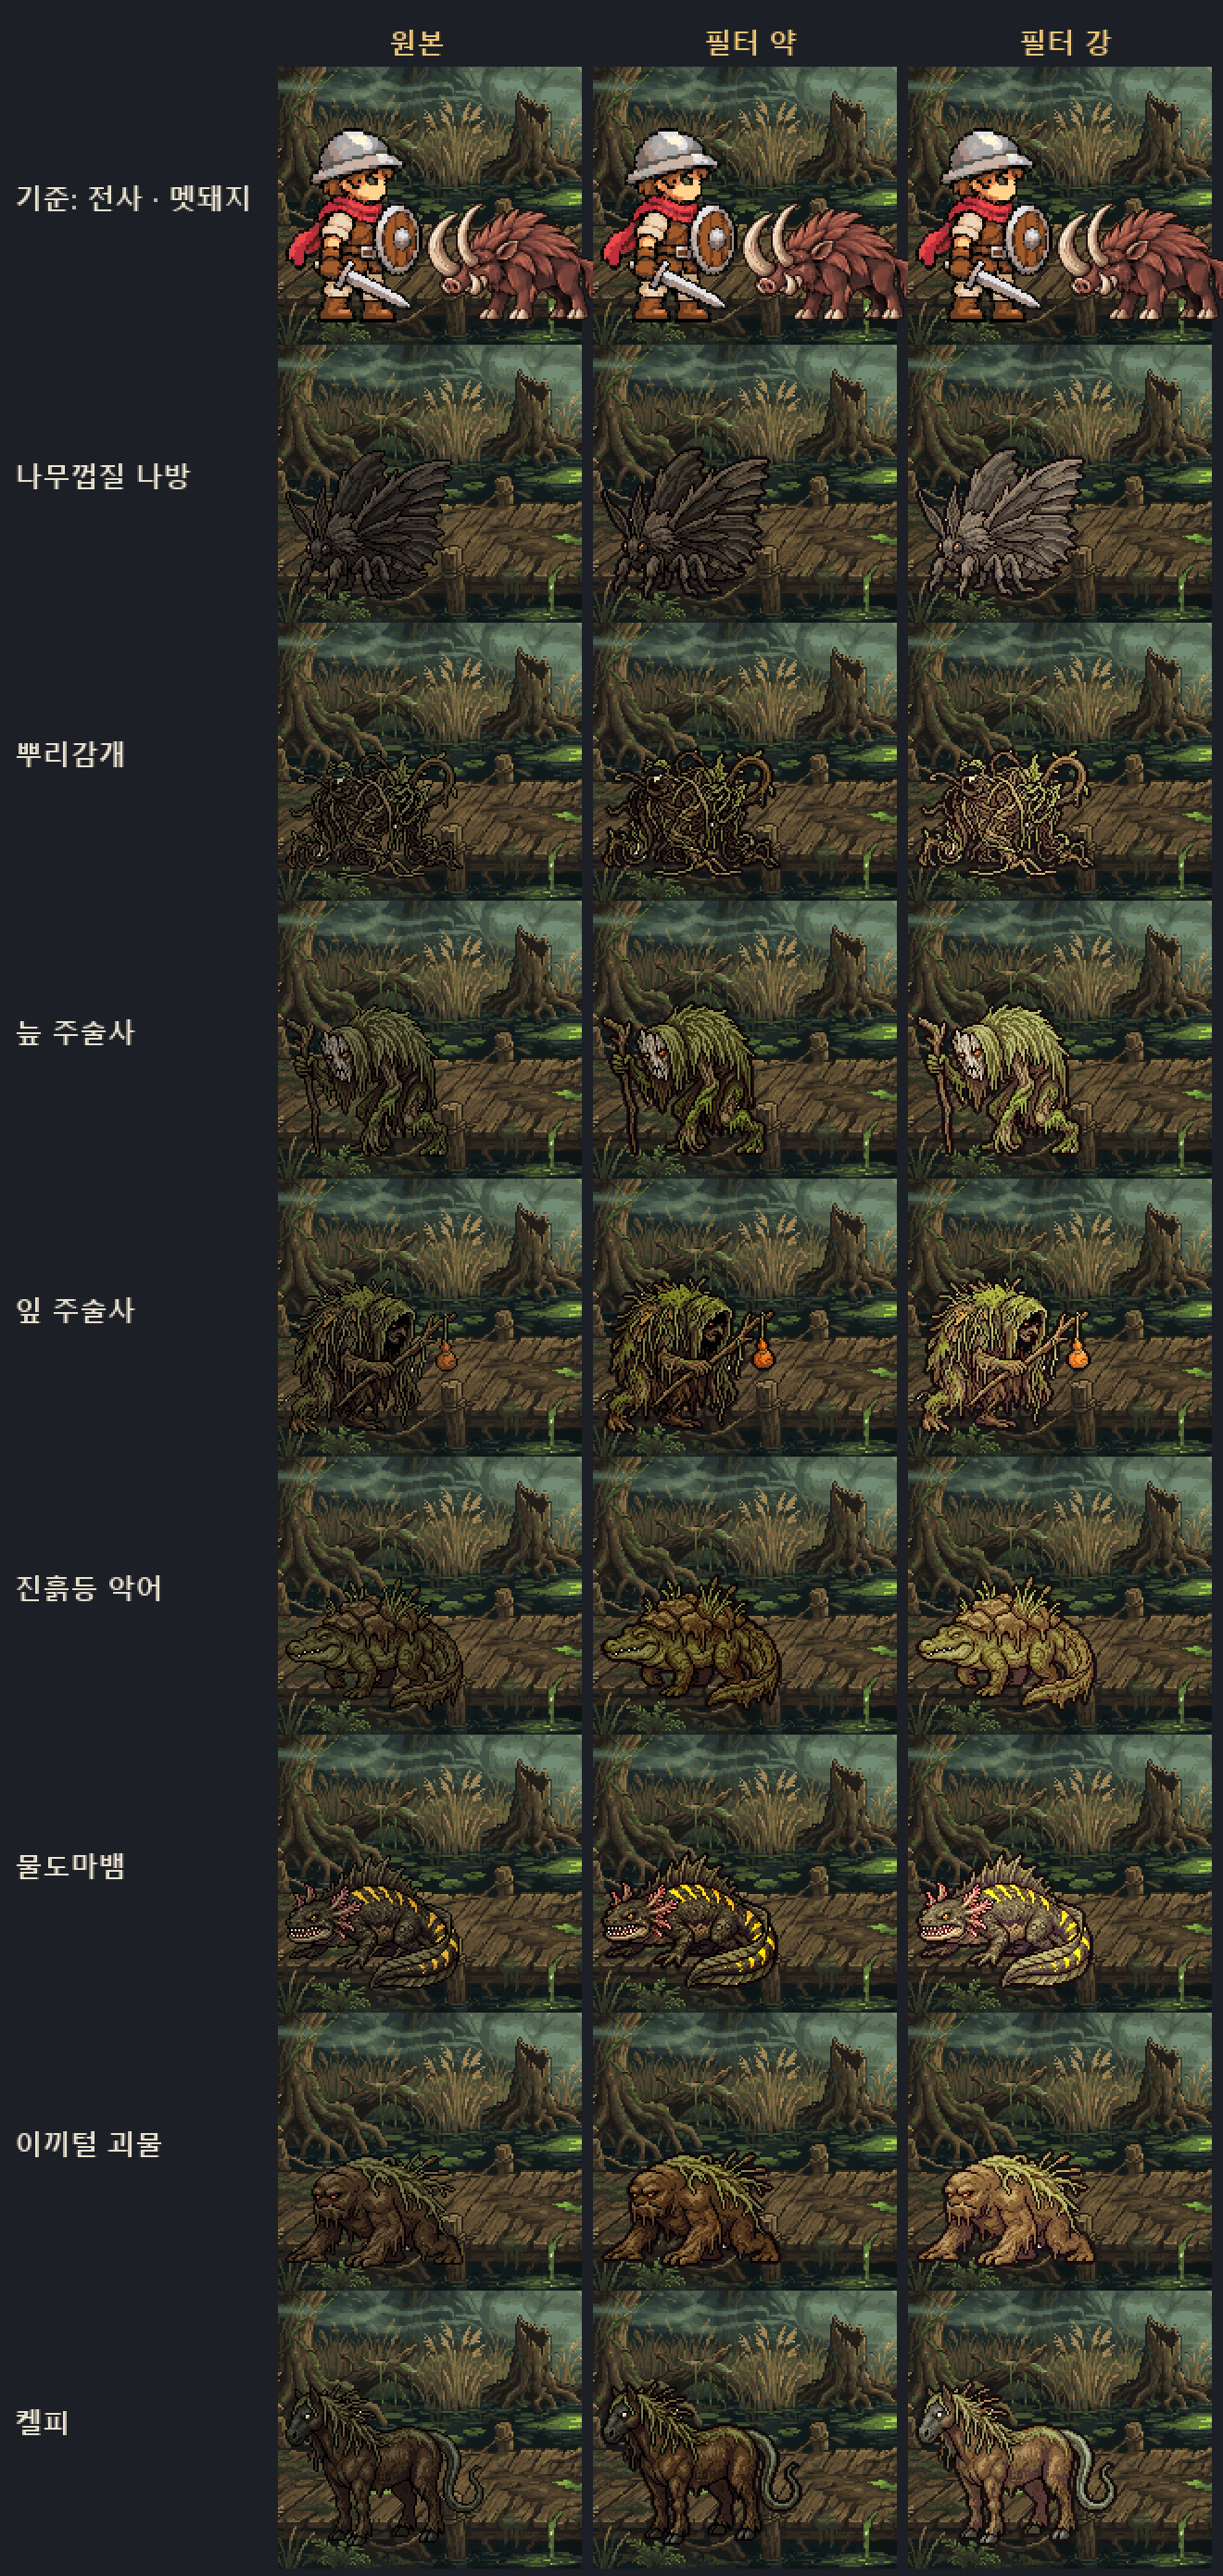 원본 필터 약 필터 강
기준: 전사 · 멧돼지
나무껍질 나방
뿌리감개
늪 주술사
잎 주술사
진흙등 악어
물도마뱀
이끼털 괴물
켈피